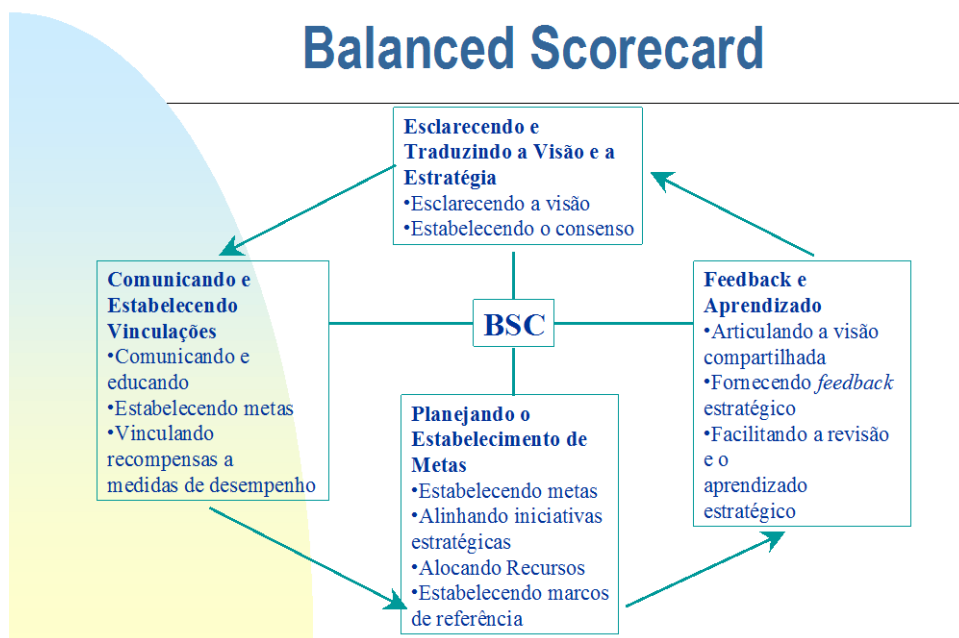 Balanced Scorecard
Esclarecendo e
Traduzindo a Visão e a
Estratégia
•Esclarecendo a visão
•Estabelecendo o consenso
Comunicando e
Estabelecendo
Vinculações
•Comunicando e
educando
•Estabelecendo metas
•Vinculando
recompensas a
medidas de desempenho
BSC
Feedback e
Aprendizado
•Articulando a visão
compartilhada
•Fornecendo feedback
estratégico
•Facilitando a revisão
e o
aprendizado
estratégico
Planejando o
Estabelecimento de
Metas
•Estabelecendo metas
•Alinhando iniciativas
estratégicas
•Alocando Recursos
•Estabelecendo marcos
de referência